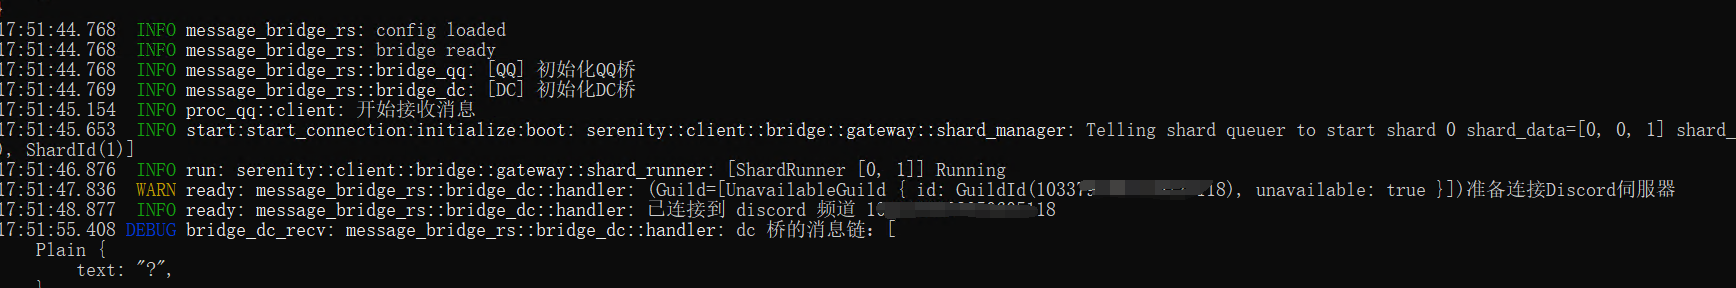 }
17:51:44.768 INFO message_bridge_rs: config loaded
17:51:44.768 INFO message_bridge_rs: bridge ready
17:51:44.768 INFO message_bridge_rs::bridge_qq: [QQ] 初始化QQ桥
17:51:44.769 INFO message_bridge_rs::bridge_dc: [DC] 初始化DC桥
17:51:45.154 INFO proc_qq::client: 开始接收消息
17:51:45.653 INFO start:start_connection:initialize:boot: serenity::client::bridge::gateway::shard_manager: Telling shard queuer to start shard 0 shard_data=[0, 0, 1] shard_
), ShardId(1)]
17:51:46.876 INFO run: serenity::client::bridge::gateway::shard_runner: [ShardRunner [0, 1]] Running
17:51:47.836 WARN ready: message_bridge_rs::bridge_dc::handler: (Guild=[UnavailableGuild { id: GuildId(10337 18), unavailable: true }])准备连接Discord伺服器
17:51:48.877 INFO ready: message_bridge_rs::bridge_dc::handler: 已连接到 discord 频道 1 118
17:51:55.408 DEBUG bridge_dc_recv: message_bridge_rs::bridge_dc::handler: dc 桥的消息链: [
Plain {
text: "?",
}